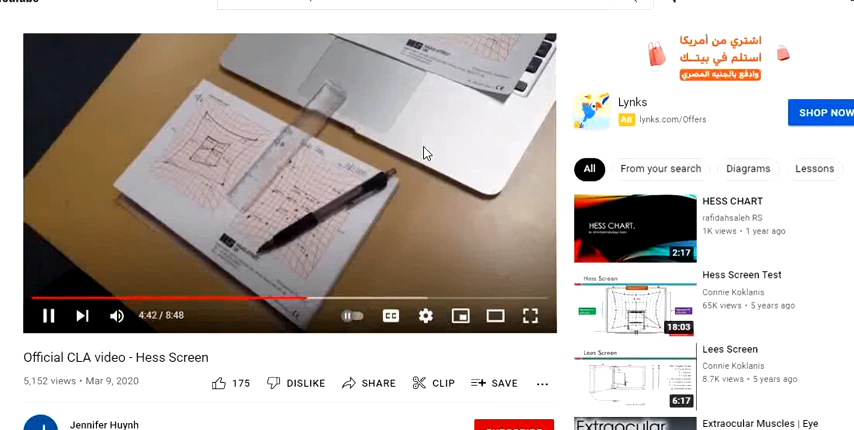 4:42 / 8:48
CC
Official CLA video - Hess Screen
5,152 views • Mar 9, 2020
175
DISLIKE
SHARE
CLIP
SAVE
Jennifer Huynh
اشتري من أمريكا
استلم في بيتك
وادفع بالجنيه المصري
Lynks
Ad lynks.com/Offers
SHOP NOW
All
From your search
Diagrams
Lessons
HESS CHART.
2:17
HESS CHART
rafidahsaleh RS
1K views • 1 year ago
Hess Screen
18:03
Hess Screen Test
Connie Koklanis
65K views • 5 years ago
Lees Screen
6:17
Lees Screen
Connie Koklanis
8.7K views • 5 years ago
Extraocular
Extraocular Muscles | Eye